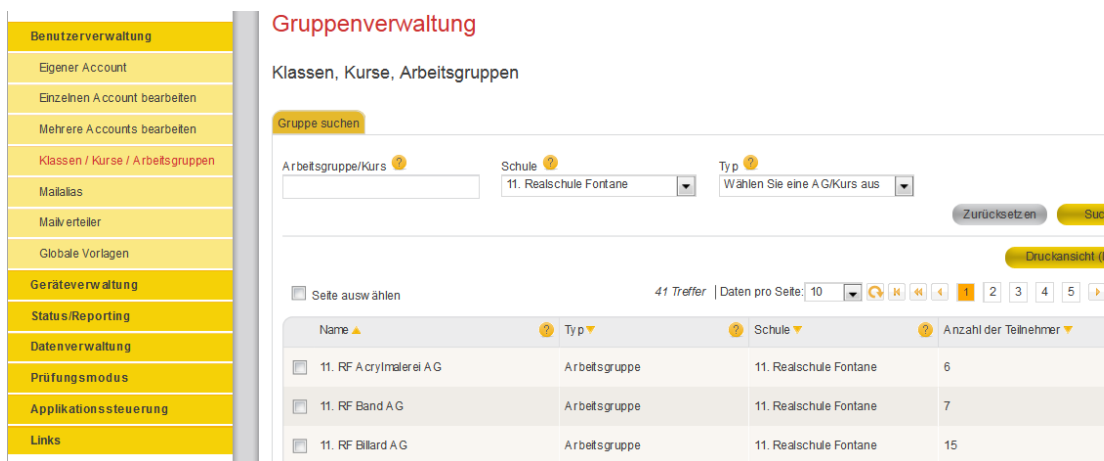 Gruppenverwaltung
Klassen, Kurse, Arbeitsgruppen
Benutzerverwaltung
Eigener Account
Einzelnen Account bearbeiten
Mehrere Accounts bearbeiten
Klassen / Kurse / Arbeitsgruppen
Mailalias
Mailverteiler
Globale Vorlagen
Geräteverwaltung
Status/Reporting
Datenverwaltung
Prüfungsmodus
Applikationssteuerung
Links
Gruppe suchen
Arbeitsgruppe/Kurs ? Schule ? Typ ?
11. Realschule Fontane Wählen Sie eine AG/Kurs aus
Zurücksetzen Suc
Druckansicht (
Seite auswählen 41 Treffer | Daten pro Seite: 10 1 2 3 4 5
Name ? Typ ? Schule ? Anzahl der Teilnehmer
11. RF Acrylmalerei AG Arbeitsgruppe 11. Realschule Fontane 6
11. RF Band AG Arbeitsgruppe 11. Realschule Fontane 7
11. RF Billard AG Arbeitsgruppe 11. Realschule Fontane 15